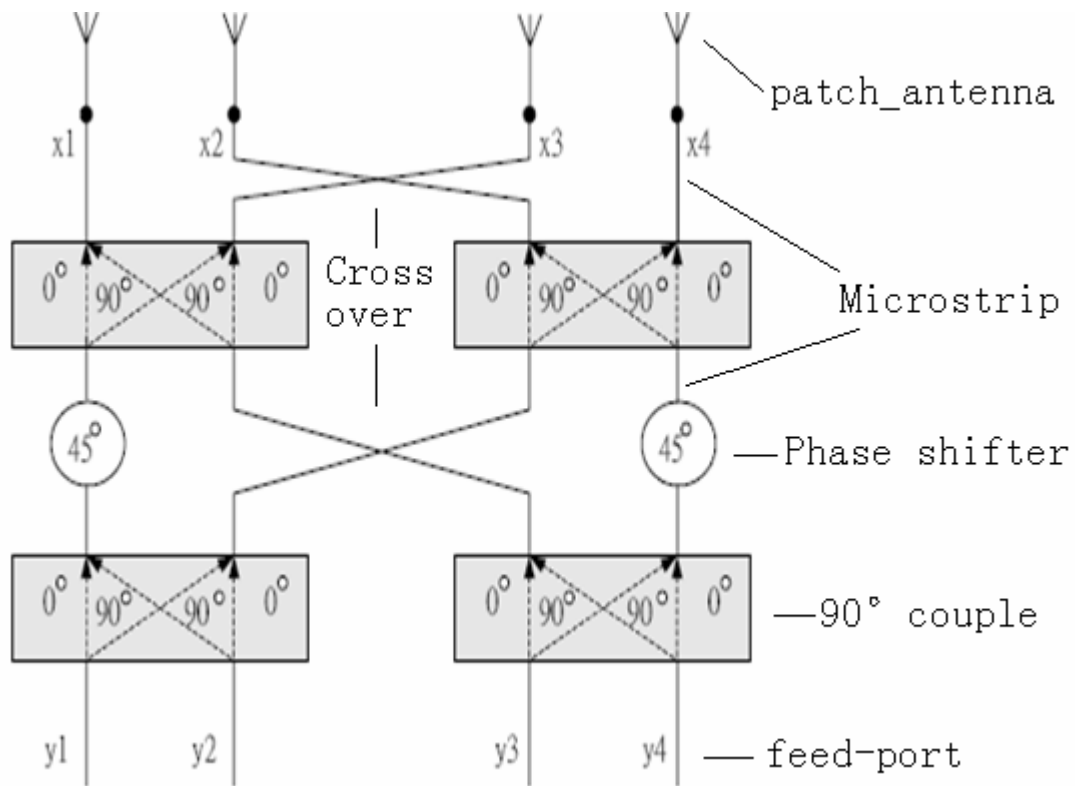 patch_antenna
x1 x2 x3 x4
0° 90° 90° 0° 0° 90° 90° 0°
Cross
over
Microstrip
45° 45°
Phase shifter
0° 90° 90° 0° 0° 90° 90° 0°
90° couple
y1 y2 y3 y4
feed-port